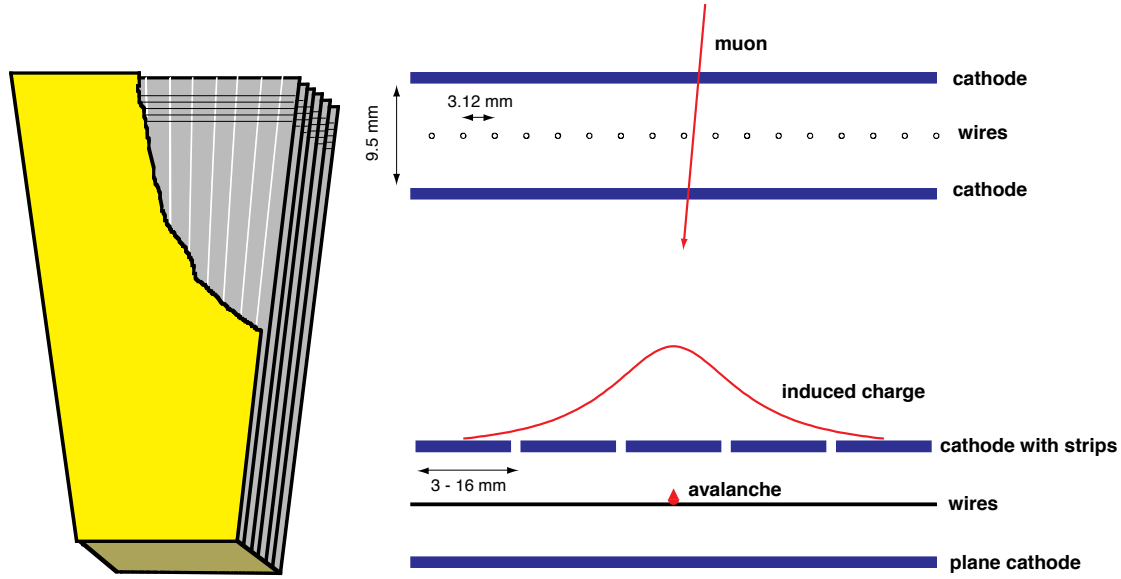 muon
cathode
3.12 mm
wires
9.5 mm
cathode
induced charge
cathode with strips
3 - 16 mm
avalanche
wires
plane cathode